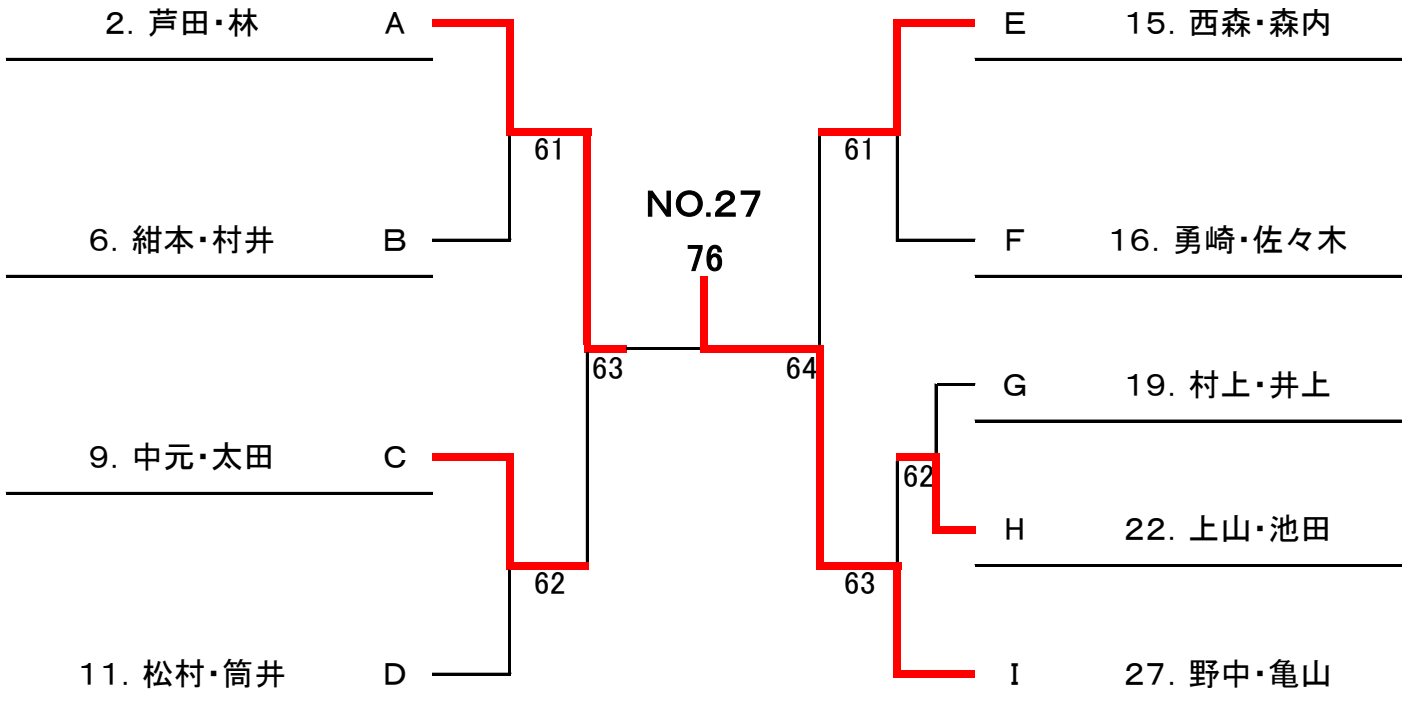 2. 芦田・林 A
61
6. 紺本・村井 B
63
9. 中元・太田 C
62
11. 松村・筒井 D
NO.27
76
E 15. 西森・森内
61
F 16. 勇崎・佐々木
64
G 19. 村上・井上
62
H 22. 上山・池田
63
I 27. 野中・亀山